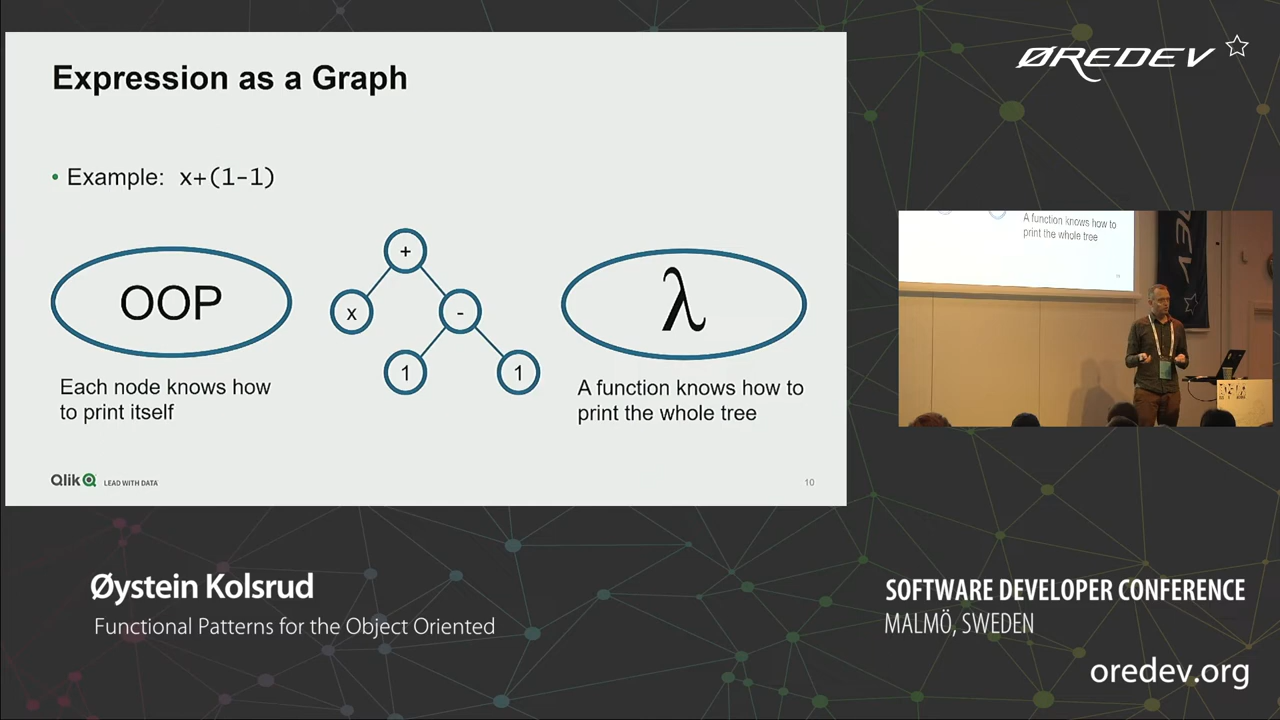 Expression as a Graph
• Example: x+(1-1)
OOP
Each node knows how
to print itself
+
x
-
1
1
λ
A function knows how to
print the whole tree
Qlik
LEAD WITH DATA
10
ØREDEV
A function knows how to
print the whole tree
Øystein Kolsrud
Functional Patterns for the Object Oriented
SOFTWARE DEVELOPER CONFERENCE
MALMÖ, SWEDEN
oredev.org